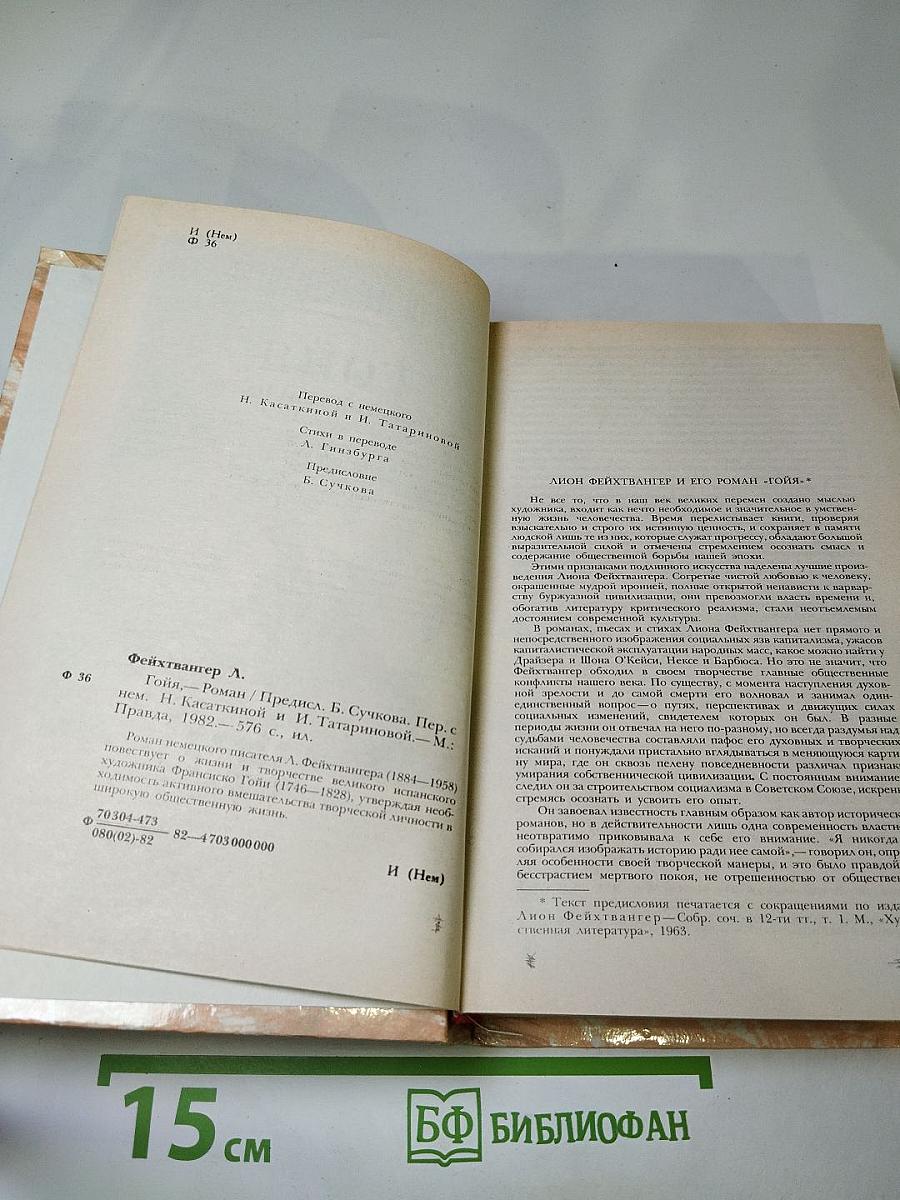 И (Нем)
Ф 36
Перевод с немецкого
Н. Касаткиной и И. Татариновой
Стихи в переводе
Л. Гинзбурга
Предисловие
Б. Сучкова
Фейхтвангер Л.
Ф 36
Гойя,— Роман / Предисл. Б. Сучкова. Пер. с
нем. Н. Касаткиной и И. Татариновой.— М.:
Правда, 1982.— 576 с., ил.
Роман немецкого писателя Л. Фейхтвангера (1884—1958)
повествует о жизни и творчестве великого испанского
художника Франсиско Гойи (1746—1828), утверждая необ-
ходимость активного вмешательства творческой личности в
широкую общественную жизнь.
Ф 70304-473
080(02)-82 82—4703000000
И (Нем)
ЛИОН ФЕЙХТВАНГЕР И ЕГО РОМАН «ГОЙЯ»*
Не все то, что в наш век великих перемен создано мыслью
художника, входит как нечто необходимое и значительное в умствен-
ную жизнь человечества. Время перелистывает книги, проверяя
взыскательно и строго их истинную ценность, и сохраняет в памяти
людской лишь те из них, которые служат прогрессу, обладают большой
выразительной силой и отмечены стремлением осознать смысл и
содержание общественной борьбы нашей эпохи.
Этими признаками подлинного искусства наделены лучшие произ-
ведения Лиона Фейхтвангера. Согретые чистой любовью к человеку,
окрашенные мудрой иронией, полные открытой ненависти к варвар-
ству буржуазной цивилизации, они превозмогли власть времени и,
обогатив литературу критического реализма, стали неотъемлемым
достоянием современной культуры.
В романах, пьесах и стихах Лиона Фейхтвангера нет прямого и
непосредственного изображения социальных язв капитализма, ужасов
капиталистической эксплуатации народных масс, какое можно найти у
Драйзера и Шона О'Кейси, Нексе и Барбюса. Но это не значит, что
Фейхтвангер обходил в своем творчестве главные общественные
конфликты нашего века. По существу, с момента наступления духов-
ной зрелости и до самой смерти его волновал и занимал один-
единственный вопрос — о путях, перспективах и движущих силах
социальных изменений, свидетелем которых он был. В разные
периоды жизни он отвечал на него по-разному, но всегда раздумья над
судьбами человечества составляли пафос его духовных и творческих
исканий и понуждали пристально вглядываться в меняющуюся карти
ну мира, где он сквозь пелену повседневности различал признак
умирания собственнической цивилизации. С постоянным внимание
следил он за строительством социализма в Советском Союзе, искрен
стремясь осознать и усвоить его опыт.
Он завоевал известность главным образом как автор историческ
романов, но в действительности лишь одна современность властн
неотвратимо приковывала к себе его внимание. «Я никогда
собирался изображать историю ради нее самой»,— говорил он, опр
ляя особенности своей творческой манеры, и это было правдой
бесстрастием мертвого покоя, не отрешенностью от обществен
* Текст предисловия печатается с сокращениями по изда
Лион Фейхтвангер — Собр. соч. в 12-ти тт., т. 1. М., «Ху
ственная литература», 1963.
15 см
БФ БИБЛИОФАН